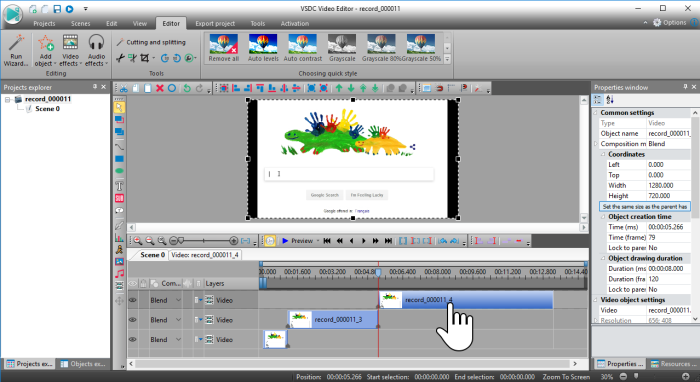 VSDC Video Editor - record_000011
Projects Scenes Edit View Editor Export project Tools Activation
Options
Run Wizard...
Add object
Video effects
Audio effects
Cutting and splitting
Remove all Auto levels Auto contrast Grayscale Grayscale 80% Grayscale 50%
Editing Tools Choosing quick style
Projects explorer
Properties window
record_000011
Scene 0
Common settings
Type Video
Object name record_00001
Composition m Blend
Coordinates
Left 0.000
Top 0.000
Width 1280.000
Height 720.000
Set the same size as the parent has
Object creation time
Time (ms) 00:00:05.266
Time (frame) 79
Lock to paren No
Object drawing duration
Duration (ms) 00:00:08.000
Duration (fra 120
Lock to paren No
Video object settings
Video record_000011
Resolution 656; 408
Google Search I'm Feeling Lucky
Google offered in:
Preview
Scene 0 Video: record_000011_4
00.000 00:01.600 00:03.200 00:04.800 00:06.400 00:08.000 00:09.600 00:11.200 00:12.800 00:14.40
Com... Layers
Blend Video record_000011_4
Blend Video record_000011_3
Blend Video
Projects ex... Objects ex...
Properties ... Resources ...
Position: 00:00:05.266 Start selection: 00:00:00.000 End selection: 00:00:00.000 Zoom To Screen 30%